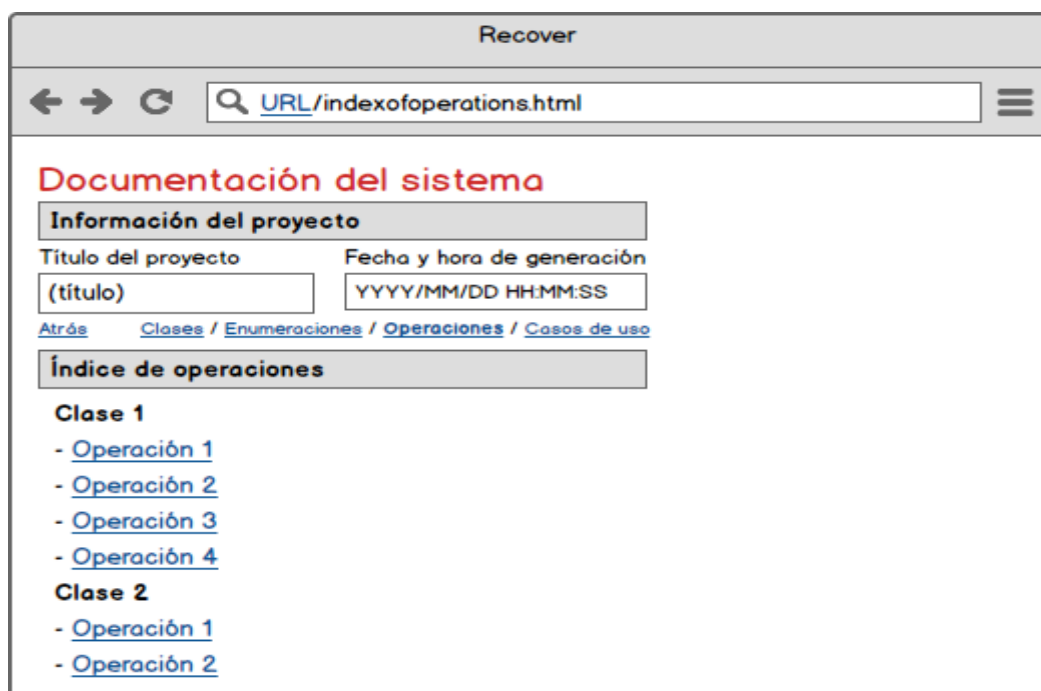 Recover
URL/indexofoperations.html
Documentación del sistema
Información del proyecto
Título del proyecto Fecha y hora de generación
(título) YYYY/MM/DD HH:MM:SS
Atrás Clases / Enumeraciones / Operaciones / Casos de uso
Índice de operaciones
Clase 1
- Operación 1
- Operación 2
- Operación 3
- Operación 4
Clase 2
- Operación 1
- Operación 2